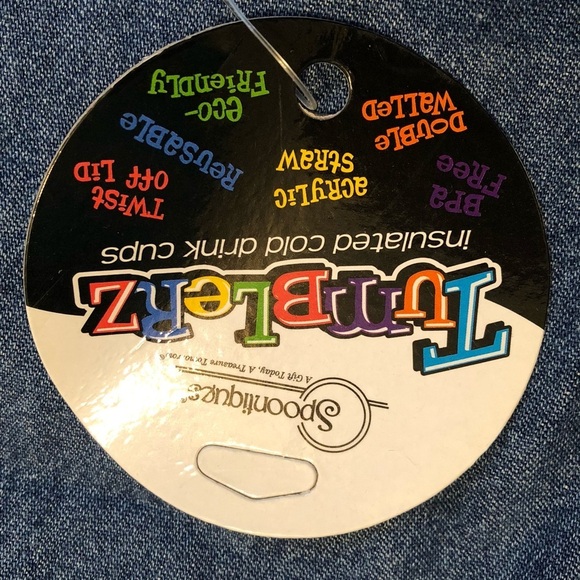 Spoontiques®
A Gift Today, A Treasure Tomorrow®
TUMBLERZ
insulated cold drink cups
BPA
FREE
ACRYLIC
STRAW
TWIST
OFF LID
DOUBLE
WALLED
REUSABLE
ECO-
FRIENDLY